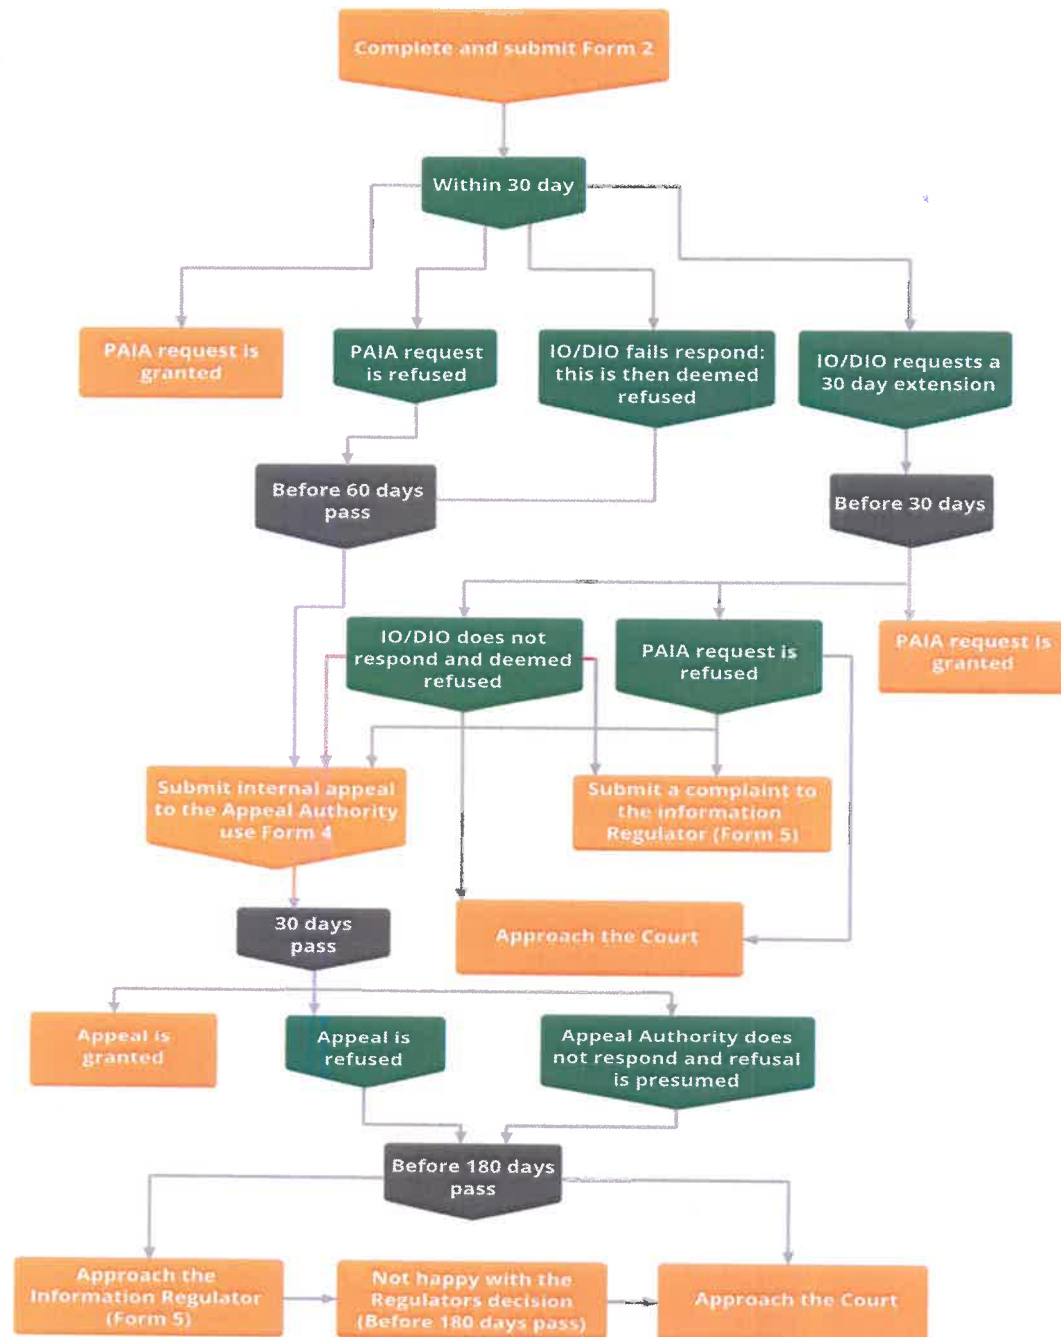 Complete and submit Form 2
Within 30 day
PAIA request is
granted
PAIA request
is refused
IO/DIO fails respond:
this is then deemed
refused
IO/DIO requests a
30 day extension
Before 60 days
pass
Before 30 days
IO/DIO does not
respond and deemed
refused
PAIA request is
refused
PAIA request is
granted
Submit internal appeal
to the Appeal Authority
use Form 4
Submit a complaint to
the information
Regulator (Form 5)
30 days
pass
Approach the Court
Appeal is
granted
Appeal is
refused
Appeal Authority does
not respond and refusal
is presumed
Before 180 days
pass
Approach the
Information Regulator
(Form 5)
Not happy with the
Regulators decision
(Before 180 days pass)
Approach the Court